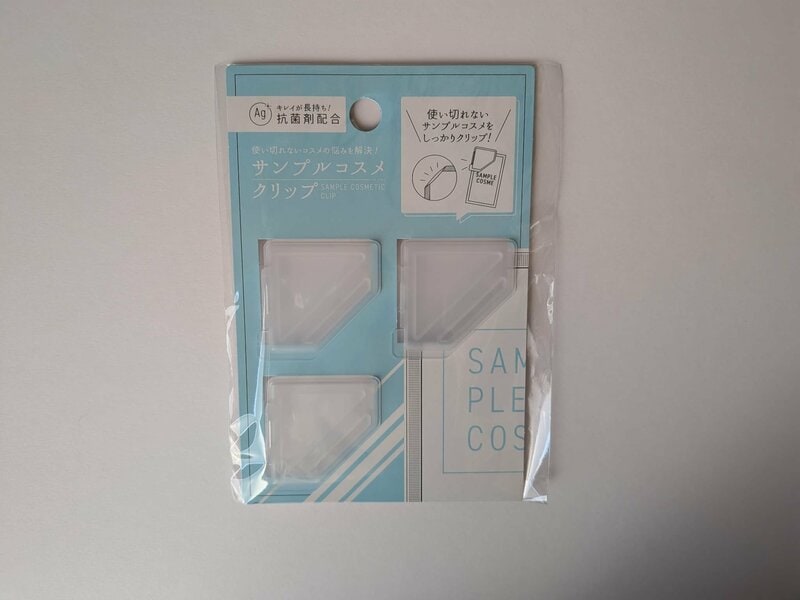 Ag+
キレイが長持ち!
抗菌剤配合
使い切れないコスメの悩みを解決!
サンプルコスメ
クリップ
SAMPLE COSMETIC
CLIP
使い切れない
サンプルコスメを
しっかりクリップ!
SAMPLE
COSME
SAM
PLE
COS